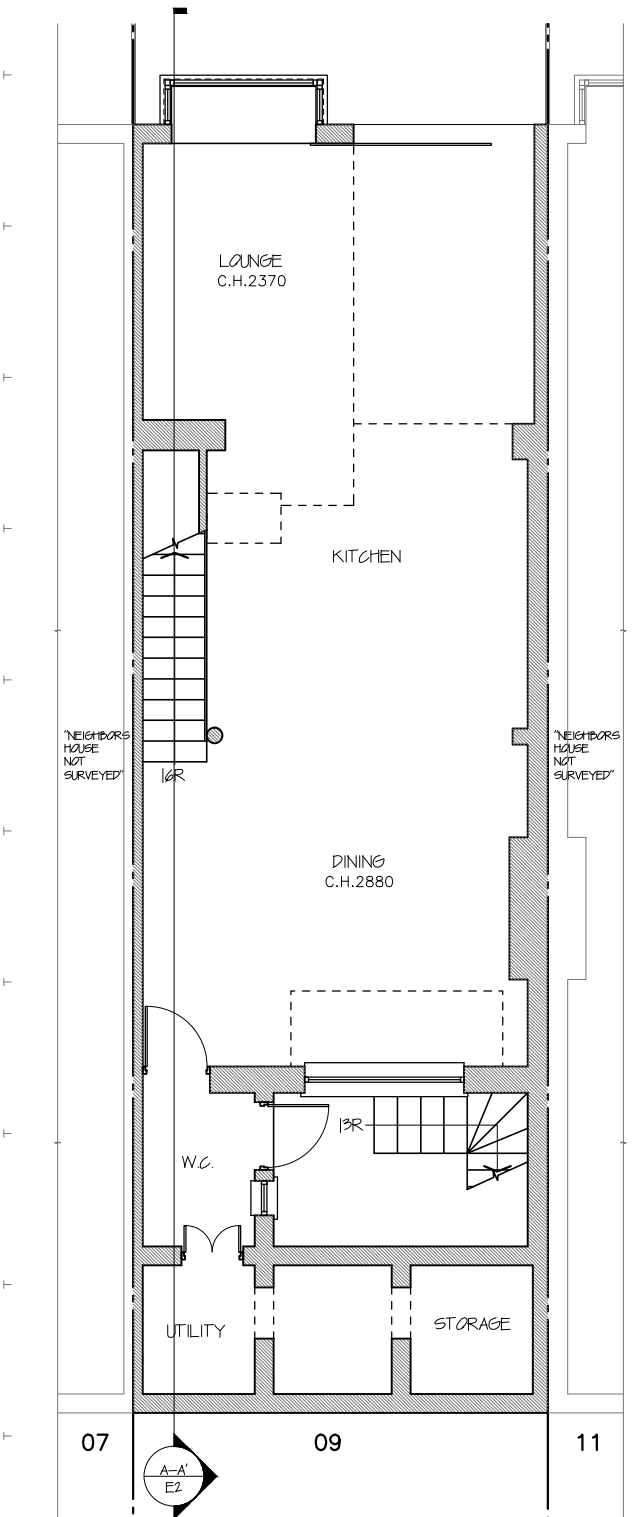 LOUNGE
C.H.2370
KITCHEN
"NEIGHBORS
HOUSE
NOT
SURVEYED"
16R
"NEIGHBORS
HOUSE
NOT
SURVEYED"
DINING
C.H.2880
13R
W.C.
UTILITY
STORAGE
07
09
11
A-A'
E2